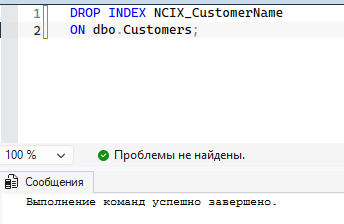 1 DROP INDEX NCIX_CustomerName
2 ON dbo.Customers;
100 % Проблемы не найдены.
Сообщения
Выполнение команд успешно завершено.